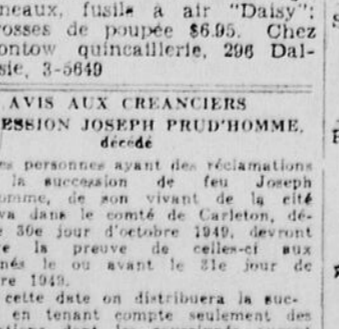 neaux, fusils à air "Daisy";
rosses de poupée $6.95. Chez
ontow quincaillerie, 296 Dal-
sie, 3-5649
AVIS AUX CREANCIERS
ESSION JOSEPH PRUD'HOMME,
décédé
es personnes ayant des réclamations
la succession de feu Joseph
omme, de son vivant de la cité
wa dans le comté de Carleton, dé-
30e jour d'octobre 1949, devront
re la preuve de celles-ci aux
nés le ou avant le 31e jour de
re 1949.
cette date on distribuera la suc-
en tenant compte seulement des